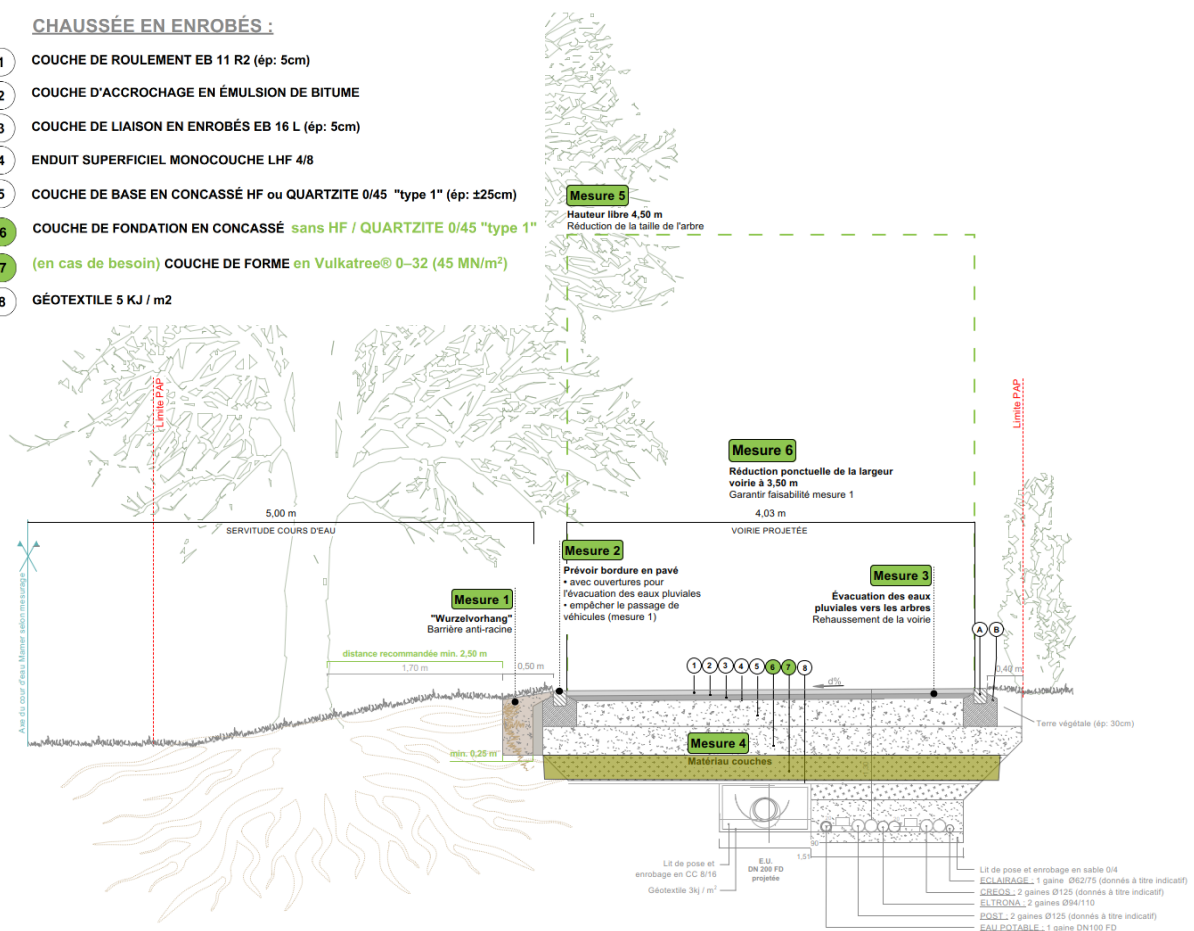 CHAUSSÉE EN ENROBÉS :
1 COUCHE DE ROULEMENT EB 11 R2 (ép: 5cm)
2 COUCHE D'ACCROCHAGE EN ÉMULSION DE BITUME
3 COUCHE DE LIAISON EN ENROBÉS EB 16 L (ép: 5cm)
4 ENDUIT SUPERFICIEL MONOCOUCHE LHF 4/8
5 COUCHE DE BASE EN CONCASSÉ HF ou QUARTZITE 0/45 "type 1" (ép: ±25cm)
6 COUCHE DE FONDATION EN CONCASSÉ sans HF / QUARTZITE 0/45 "type 1"
7 (en cas de besoin) COUCHE DE FORME en Vulkatree® 0–32 (45 MN/m²)
8 GÉOTEXTILE 5 KJ / m2
Mesure 5
Hauteur libre 4,50 m
Réduction de la taille de l'arbre
Limite PAP
Limite PAP
Mesure 6
Réduction ponctuelle de la largeur
voirie à 3,50 m
Garantir faisabilité mesure 1
5,00 m
SERVITUDE COURS D'EAU
4,03 m
VOIRIE PROJETÉE
Axe du cour d'eau Mamer selon mesurage
Mesure 2
Prévoir bordure en pavé
• avec ouvertures pour
l'évacuation des eaux pluviales
• empêcher le passage de
véhicules (mesure 1)
Mesure 1
"Wurzelvorhang"
Barrière anti-racine
Mesure 3
Évacuation des eaux
pluviales vers les arbres
Rehaussement de la voirie
A B
distance recommandée min. 2,50 m
1,70 m
0,50 m
1 2 3 4 5 6 7 8
d%
0,40 m
Terre végétale (ép: 30cm)
min. 0,25 m
Mesure 4
Matériau couches
90
1,51
Lit de pose et
enrobage en CC 8/16
Géotextile 3kj / m²
E.U.
DN 200 FD
projetée
Lit de pose et enrobage en sable 0/4
ECLAIRAGE : 1 gaine Ø62/75 (donnés à titre indicatif)
CREOS : 2 gaines Ø125 (donnés à titre indicatif)
ELTRONA : 2 gaines Ø94/110
POST : 2 gaines Ø125 (donnés à titre indicatif)
EAU POTABLE : 1 gaine DN100 FD